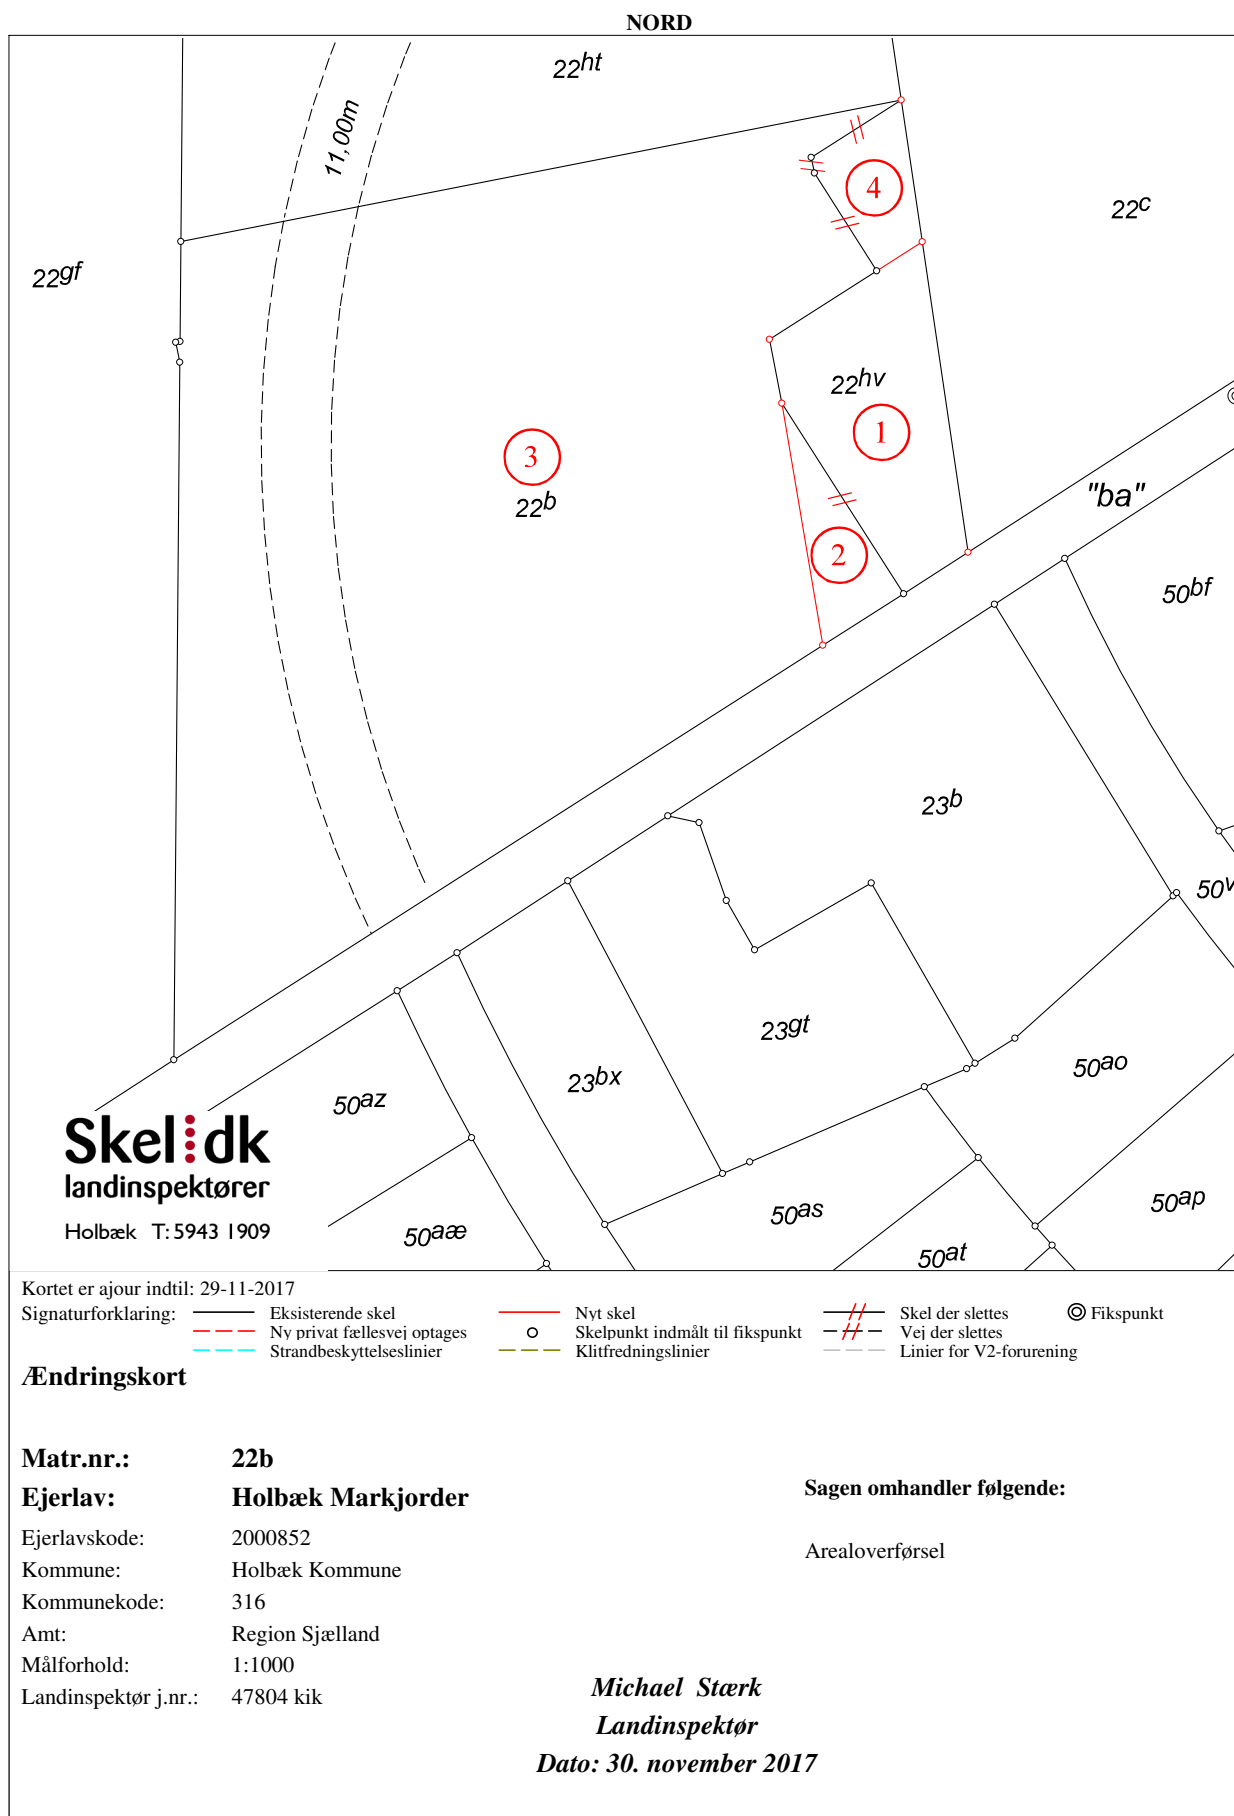 NORD
22ht
11,00m
4
22c
22gf
22hv
1
3
22b
"ba"
2
50bf
23b
50v
23gt
50ao
23bx
50az
Skel dk
landinspektører
50ap
50as
Holbæk T: 5943 1909
50aæ
50at
Kortet er ajour indtil: 29-11-2017
Signaturforklaring: Eksisterende skel Nyt skel Skel der slettes Fikspunkt
Ny privat fællesvej optages Skelpunkt indmålt til fikspunkt Vej der slettes
Strandbeskyttelseslinier Klitfredningslinier Linier for V2-forurening
Ændringskort
Matr.nr.: 22b
Ejerlav: Holbæk Markjorder
Sagen omhandler følgende:
Ejerlavskode: 2000852
Arealoverførsel
Kommune: Holbæk Kommune
Kommunekode: 316
Amt: Region Sjælland
Målforhold: 1:1000
Landinspektør j.nr.: 47804 kik
Michael Stærk
Landinspektør
Dato: 30. november 2017